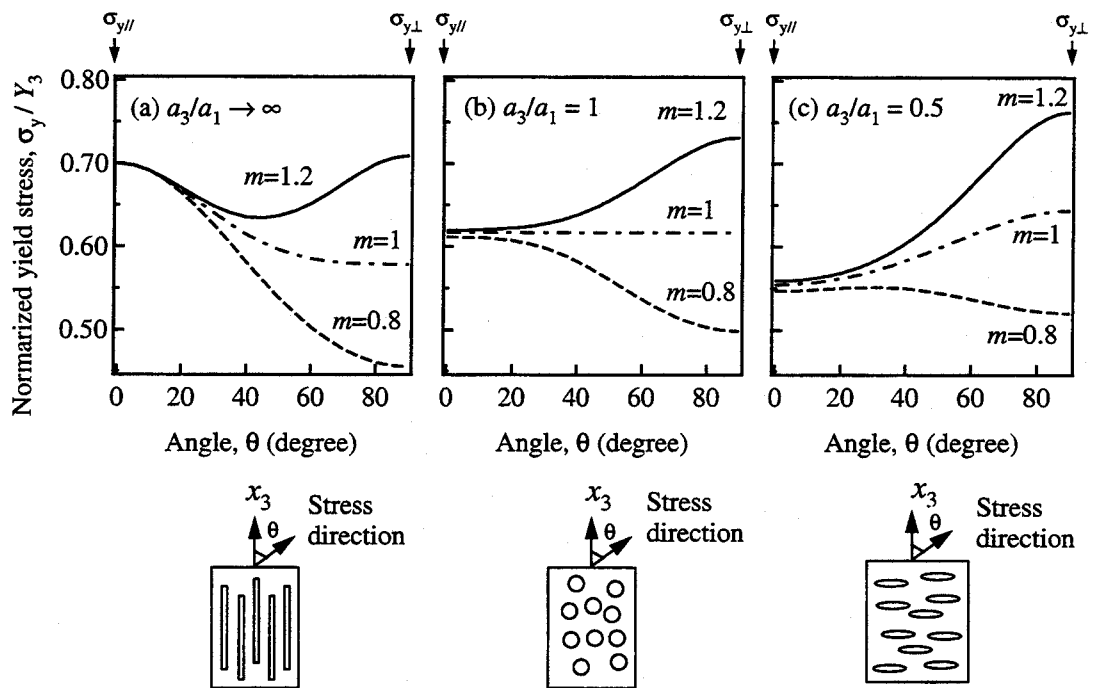 σy// σy⊥ σy// σy⊥ σy// σy⊥
Normarized yield stress, σy / Y3
0.80
0.70
0.60
0.50
(a) a3/a1 → ∞
m=1.2
m=1
m=0.8
(b) a3/a1 = 1
m=1.2
m=1
m=0.8
(c) a3/a1 = 0.5
m=1.2
m=1
m=0.8
0 20 40 60 80 0 20 40 60 80 0 20 40 60 80
Angle, θ (degree) Angle, θ (degree) Angle, θ (degree)
x3
θ
Stress
direction
x3
θ
Stress
direction
x3
θ
Stress
direction